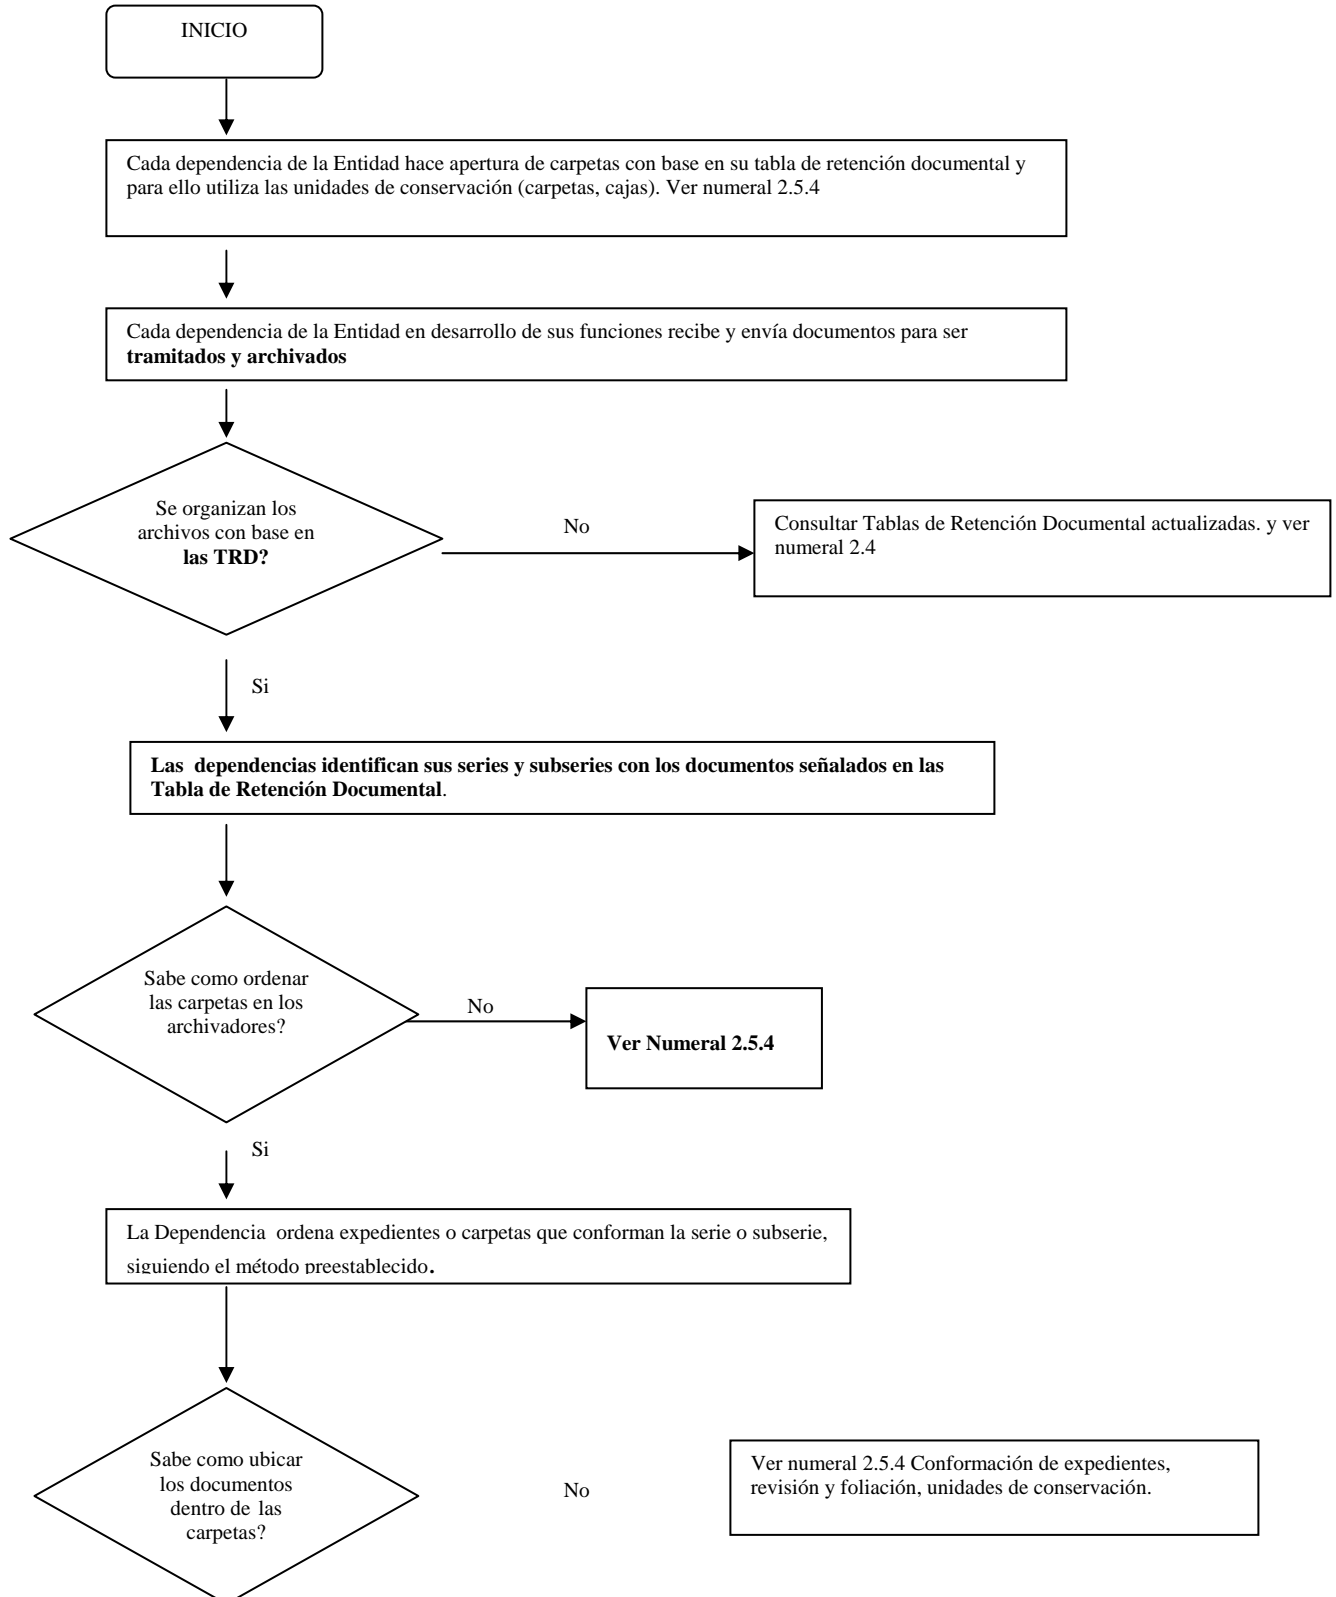 INICIO
Cada dependencia de la Entidad hace apertura de carpetas con base en su tabla de retención documental y
para ello utiliza las unidades de conservación (carpetas, cajas). Ver numeral 2.5.4
Cada dependencia de la Entidad en desarrollo de sus funciones recibe y envía documentos para ser
tramitados y archivados
Se organizan los
archivos con base en
las TRD?
No
Consultar Tablas de Retención Documental actualizadas. y ver
numeral 2.4
Si
Las dependencias identifican sus series y subseries con los documentos señalados en las
Tabla de Retención Documental.
Sabe como ordenar
las carpetas en los
archivadores?
No
Ver Numeral 2.5.4
Si
La Dependencia ordena expedientes o carpetas que conforman la serie o subserie,
siguiendo el método preestablecido.
Sabe como ubicar
los documentos
dentro de las
carpetas?
No
Ver numeral 2.5.4 Conformación de expedientes,
revisión y foliación, unidades de conservación.